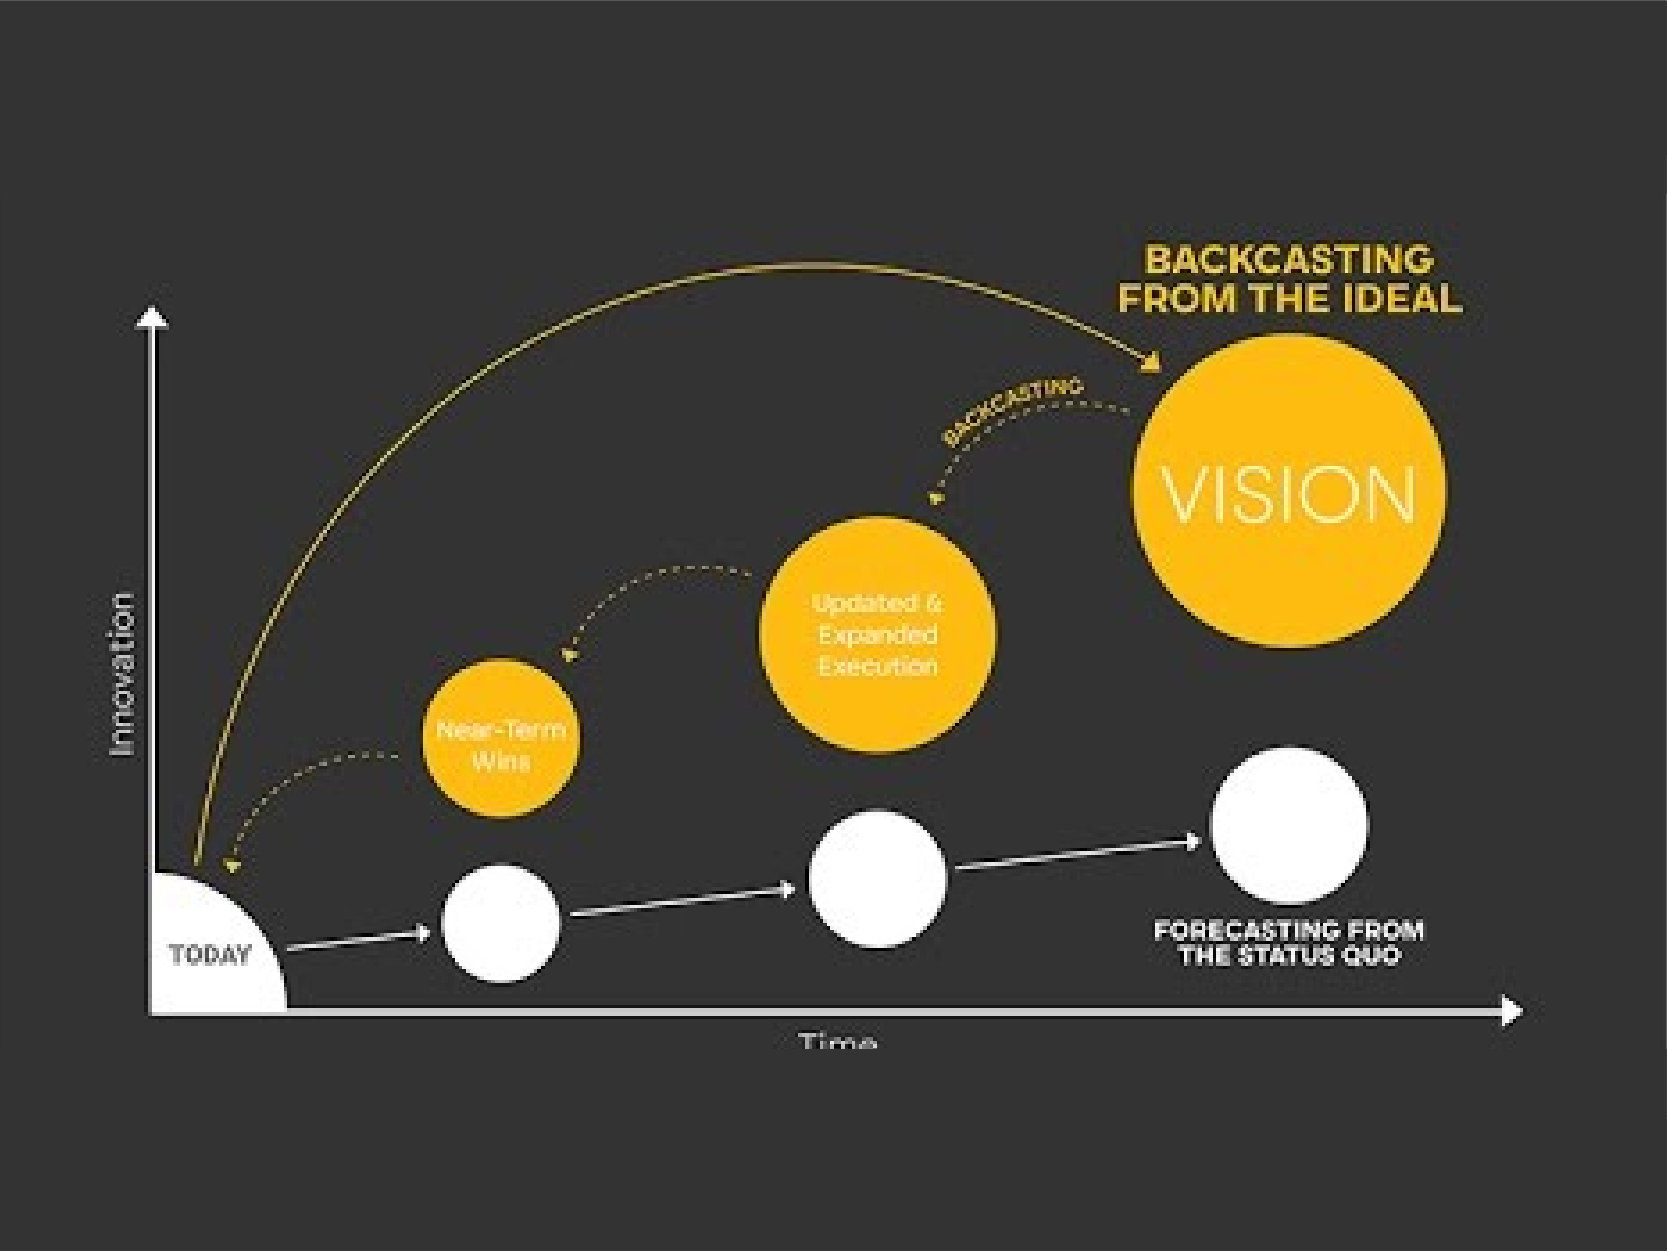 BACKCASTING
FROM THE IDEAL
BACKCASTING
VISION
Updated &
Expanded
Execution
Near-Term
Wins
Innovation
TODAY
FORECASTING FROM
THE STATUS QUO
Time